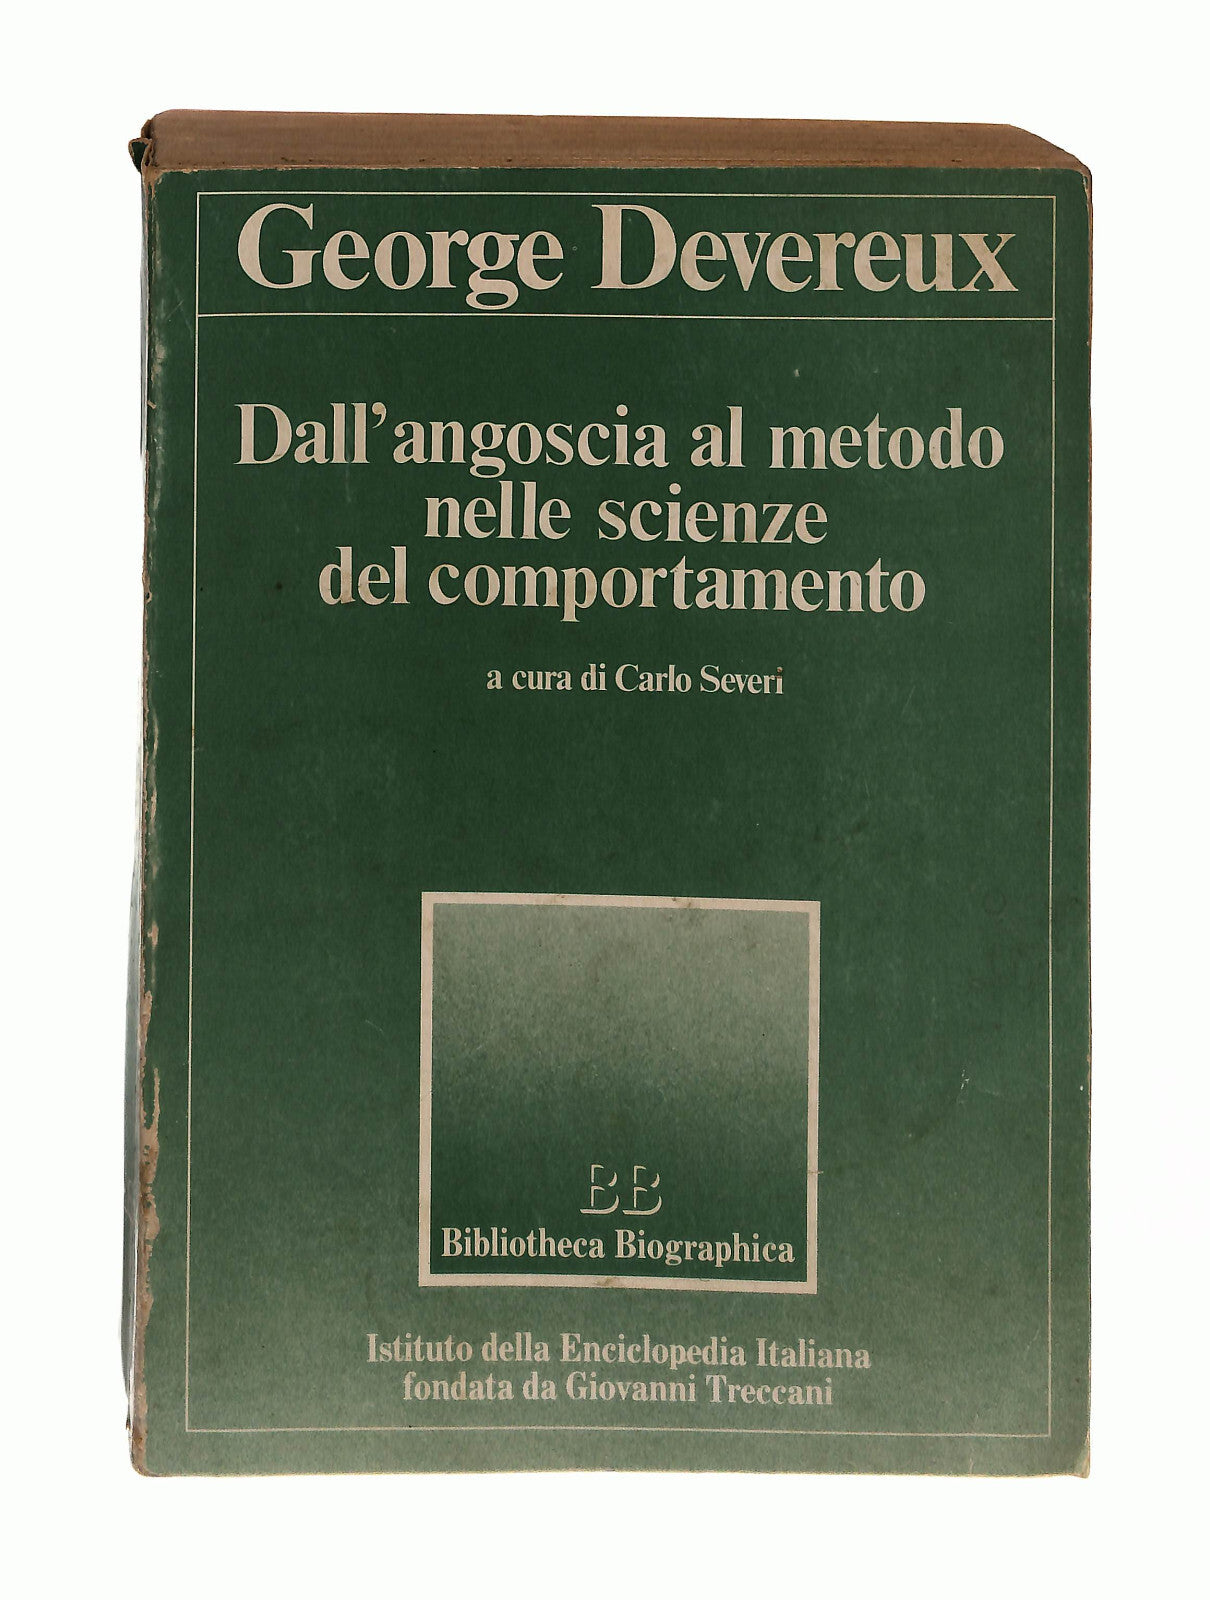 George Devereux
Dall'angoscia al metodo
nelle scienze
del comportamento
a cura di Carlo Severi
BB
Bibliotheca Biographica
Istituto della Enciclopedia Italiana
fondata da Giovanni Treccani